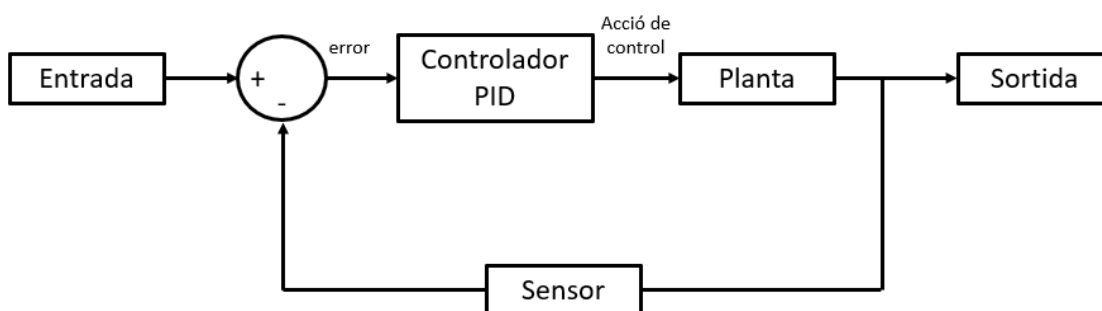 Entrada
+
-
error
Controlador
PID
Acció de
control
Planta
Sortida
Sensor